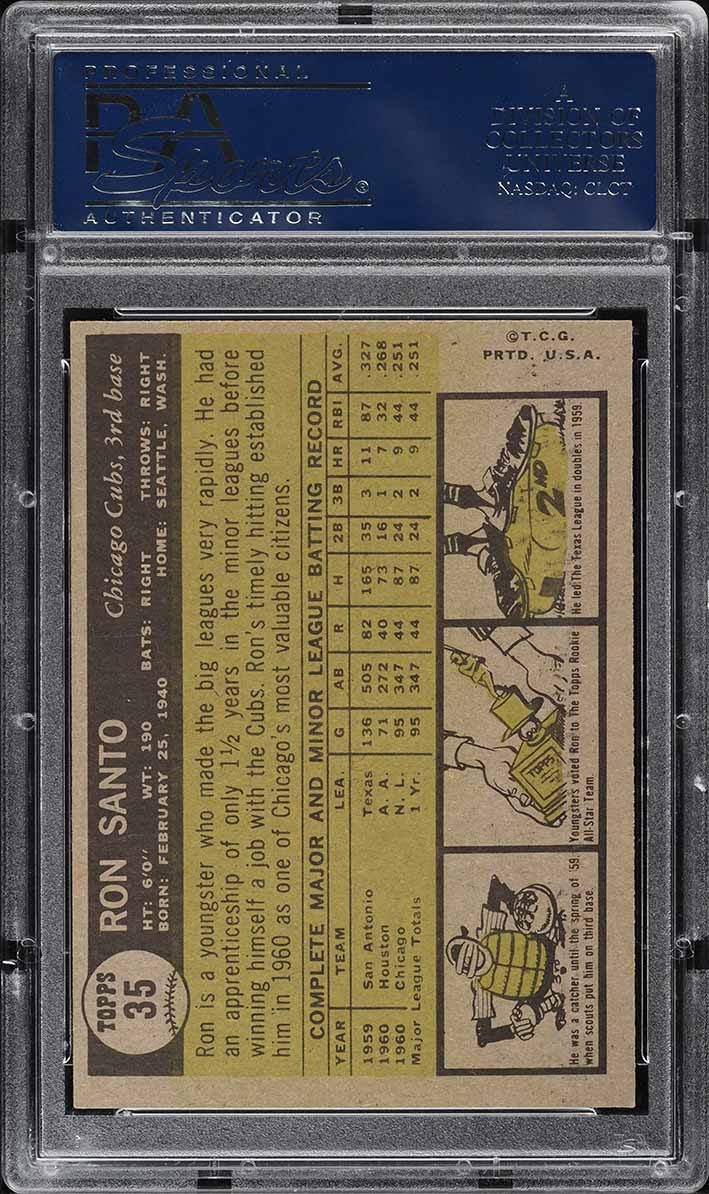 PROFESSIONAL
PSA
Sports®
AUTHENTICATOR
A
DIVISION OF
COLLECTORS
UNIVERSE
NASDAQ: CLCT
TOPPS
35
RON SANTO
Chicago Cubs, 3rd base
HT: 6'0" WT: 190 BATS: RIGHT THROWS: RIGHT
BORN: FEBRUARY 25, 1940 HOME: SEATTLE, WASH.
Ron is a youngster who made the big leagues very rapidly. He had
an apprenticeship of only 1½ years in the minor leagues before
winning himself a job with the Cubs. Ron's timely hitting established
him in 1960 as one of Chicago's most valuable citizens.
COMPLETE MAJOR AND MINOR LEAGUE BATTING RECORD
YEAR TEAM LEA. G AB R H 2B 3B HR RBI AVG.
1959 San Antonio Texas 136 505 82 165 35 3 11 87 .327
1960 Houston A. A. 71 272 40 73 16 1 7 32 .268
1960 Chicago N. L. 95 347 44 87 24 2 9 44 .251
Major League Totals 1 Yr. 95 347 44 87 24 2 9 44 .251
3RD
He was a catcher until the spring of '59
when scouts put him on third base.
TOPPS
Youngsters voted Ron to The Topps Rookie
All-Star Team.
2ND
He led The Texas League in doubles in 1959.
©T.C.G.
PRTD. U.S.A.